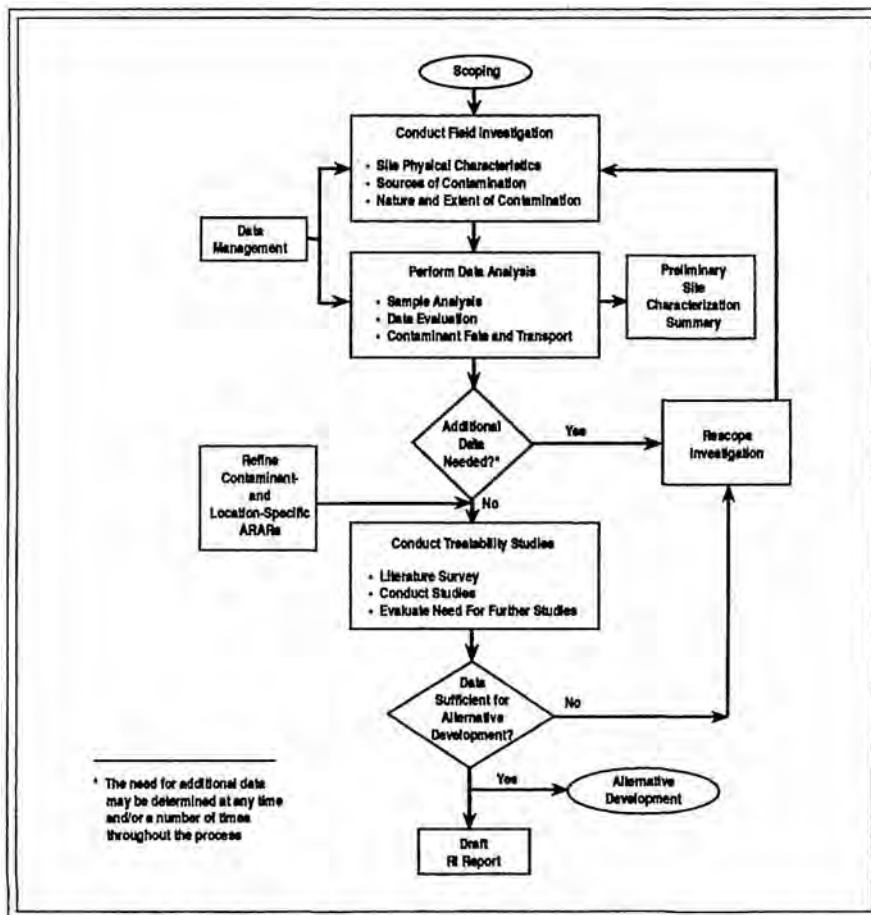 Scoping
Conduct Field Investigation
• Site Physical Characteristics
• Sources of Contamination
• Nature and Extent of Contamination
Data
Management
Perform Data Analysis
• Sample Analysis
• Data Evaluation
• Contaminant Fate and Transport
Preliminary
Site
Characterization
Summary
Additional
Data
Needed?*
Yes
Rescope
Investigation
Refine
Contaminant-
and
Location-Specific
ARARs
No
Conduct Treatability Studies
• Literature Survey
• Conduct Studies
• Evaluate Need For Further Studies
Data
Sufficient for
Alternative
Development?
No
Yes
Alternative
Development
Draft
RI Report
* The need for additional data
may be determined at any time
and/or a number of times
throughout the process